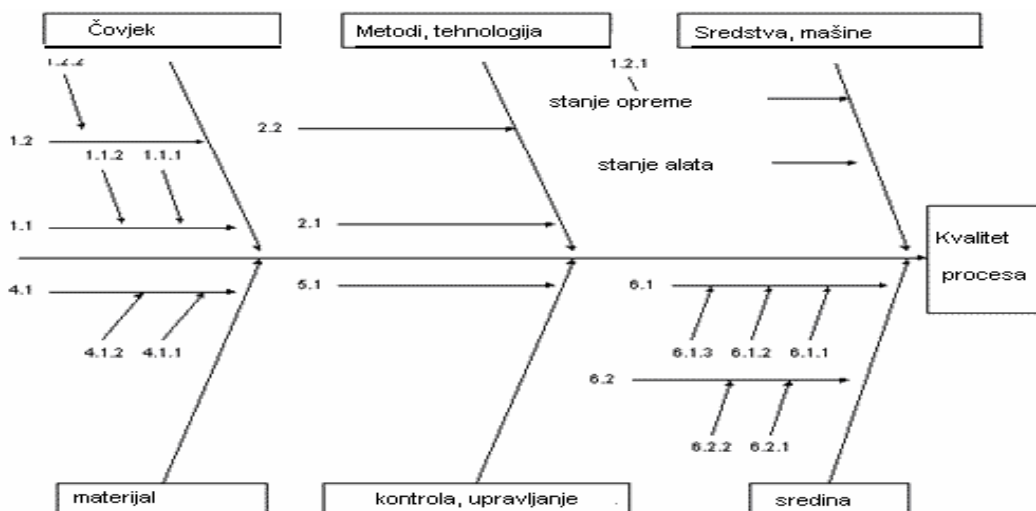 Čovjek
Metodi, tehnologija
Sredstva, mašine
1.2.2
1.2.1
stanje opreme
2.2
1.2
1.1.2
1.1.1
stanje alata
1.1
2.1
Kvalitet
procesa
4.1
5.1
6.1
4.1.2
4.1.1
6.1.3
6.1.2
6.1.1
6.2
6.2.2
6.2.1
materijal
kontrola, upravljanje .
sredina